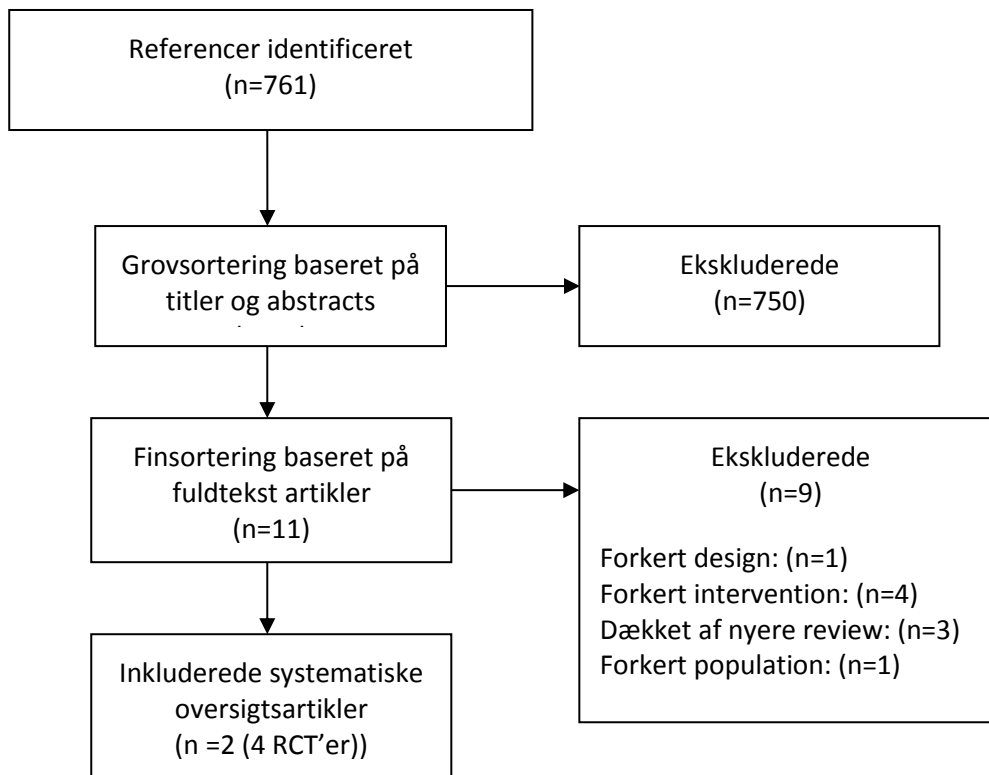 Referencer identificeret
(n=761)
Grovsortering baseret på
titler og abstracts
Ekskluderede
(n=750)
Finsortering baseret på
fuldtekst artikler
(n=11)
Ekskluderede
(n=9)
Forkert design: (n=1)
Forkert intervention: (n=4)
Dækket af nyere review: (n=3)
Forkert population: (n=1)
Inkluderede systematiske
oversigtsartikler
(n =2 (4 RCT’er))